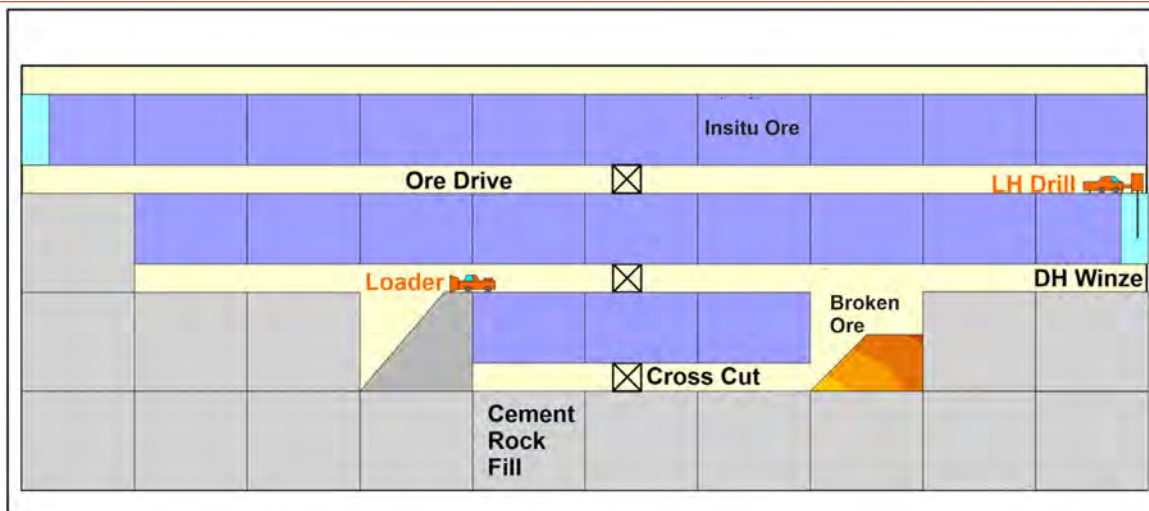 Insitu Ore
Ore Drive
LH Drill
Loader
DH Winze
Broken
Ore
Cross Cut
Cement
Rock
Fill